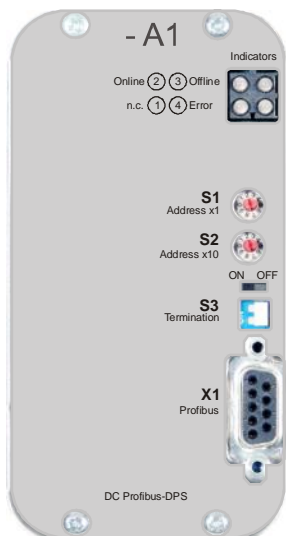 - A1
Indicators
Online 2 3 Offline
n.c. 1 4 Error
S1
Address x1
S2
Address x10
ON OFF
S3
Termination
X1
Profibus
DC Profibus-DPS